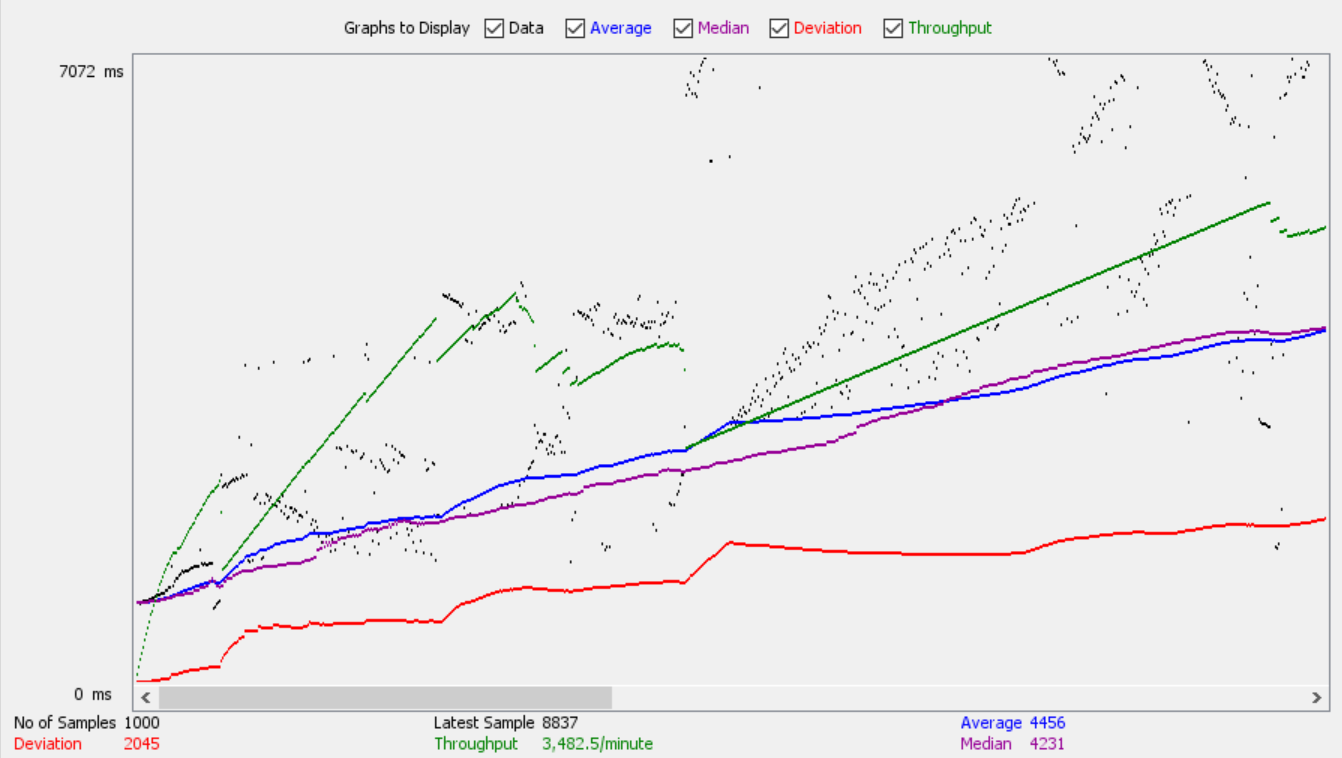 Graphs to Display Data Average Median Deviation Throughput
7072 ms
0 ms
No of Samples 1000 Latest Sample 8837 Average 4456
Deviation 2045 Throughput 3,482.5/minute Median 4231